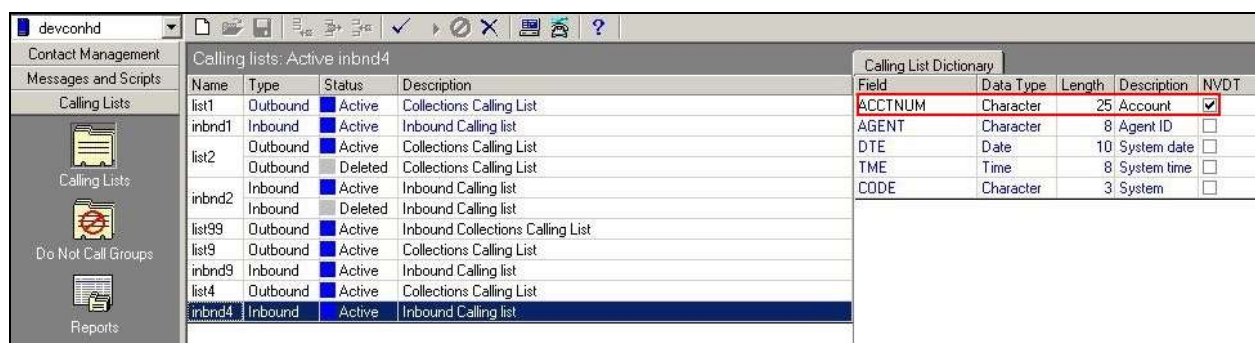 devconhd
?
Contact Management
Messages and Scripts
Calling Lists
Calling Lists
Do Not Call Groups
Reports
Calling lists: Active inbnd4
Name Type Status Description
list1 Outbound Active Collections Calling List
inbnd1 Inbound Active Inbound Calling list
list2 Outbound Active Collections Calling List
Outbound Deleted Collections Calling List
inbnd2 Inbound Active Inbound Calling list
Inbound Deleted Inbound Calling list
list99 Outbound Active Inbound Collections Calling List
list9 Outbound Active Collections Calling List
inbnd9 Inbound Active Inbound Calling list
list4 Outbound Active Collections Calling List
inbnd4 Inbound Active Inbound Calling list
Calling List Dictionary
Field Data Type Length Description NVDT
ACCTNUM Character 25 Account
AGENT Character 8 Agent ID
DTE Date 10 System date
TME Time 8 System time
CODE Character 3 System